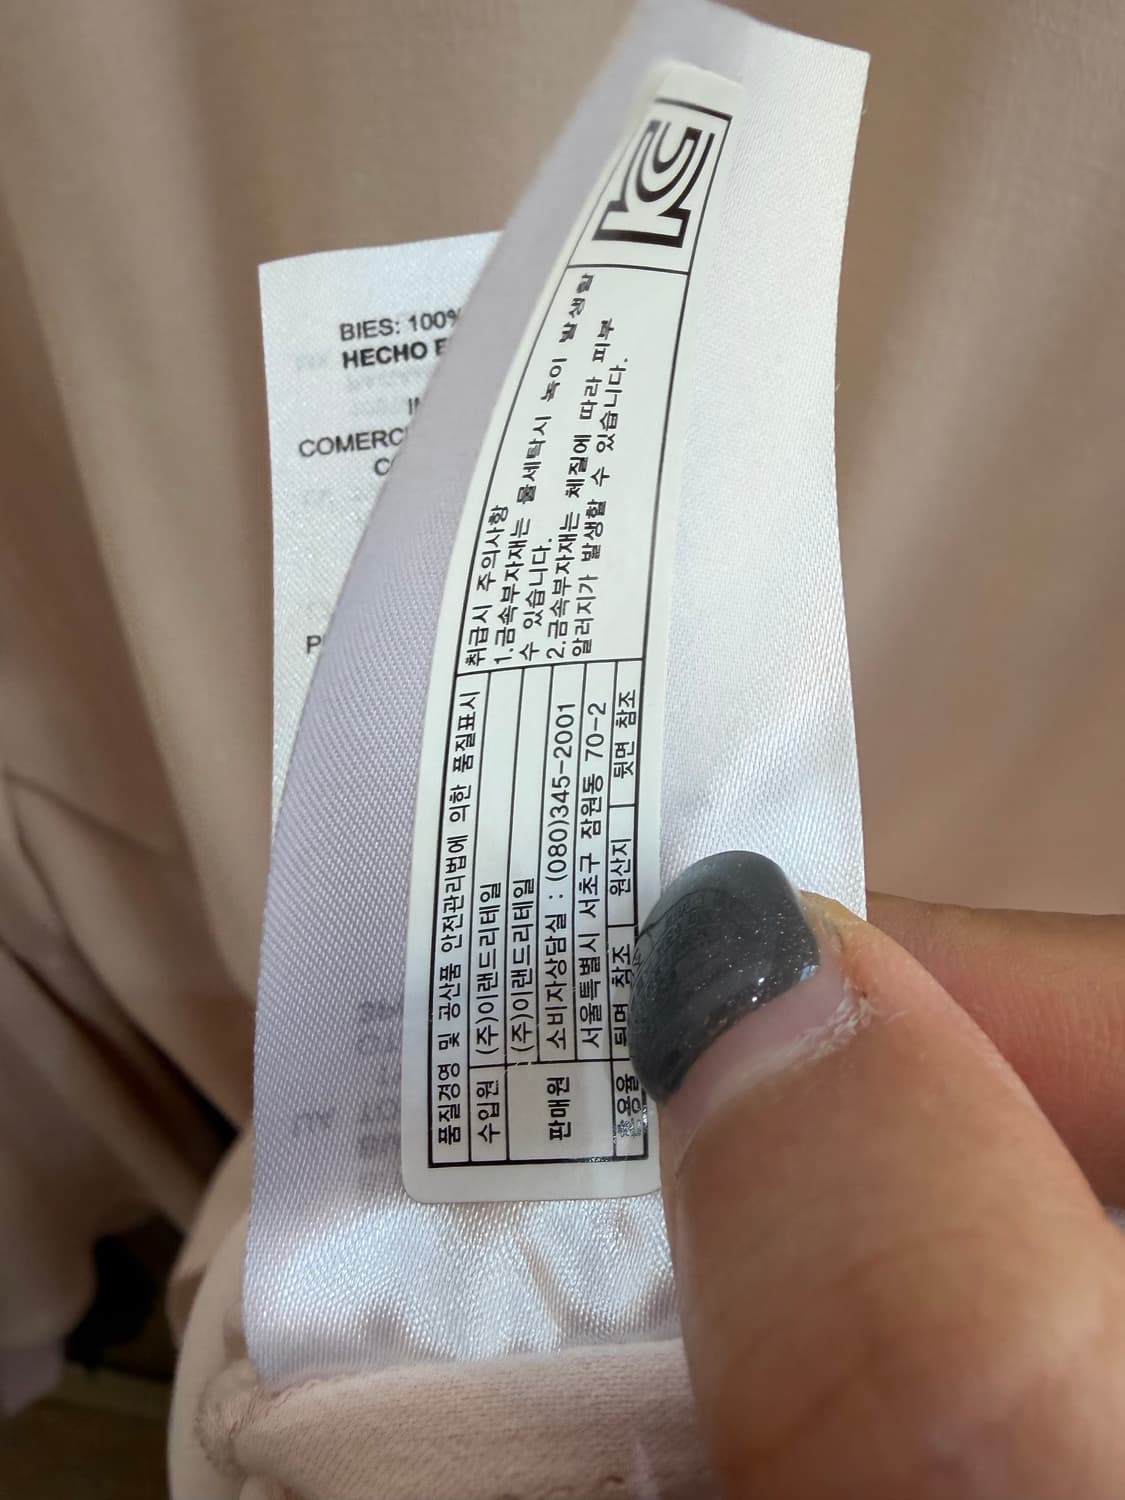 BIES: 100%
HECHO E
COMERC
품질경영 및 공산품 안전관리법에 의한 품질표시
수입원 (주)이랜드리테일
판매원 (주)이랜드리테일
소비자상담실 : (080)345-2001
서울특별시 서초구 잠원동 70-2
혼용율 뒷면 참조 원산지 뒷면 참조
취급시 주의사항
1.금속부자재는 물세탁시 녹이 발생할
수 있습니다.
2.금속부자재는 체질에 따라 피부
알러지가 발생할 수 있습니다.
KC